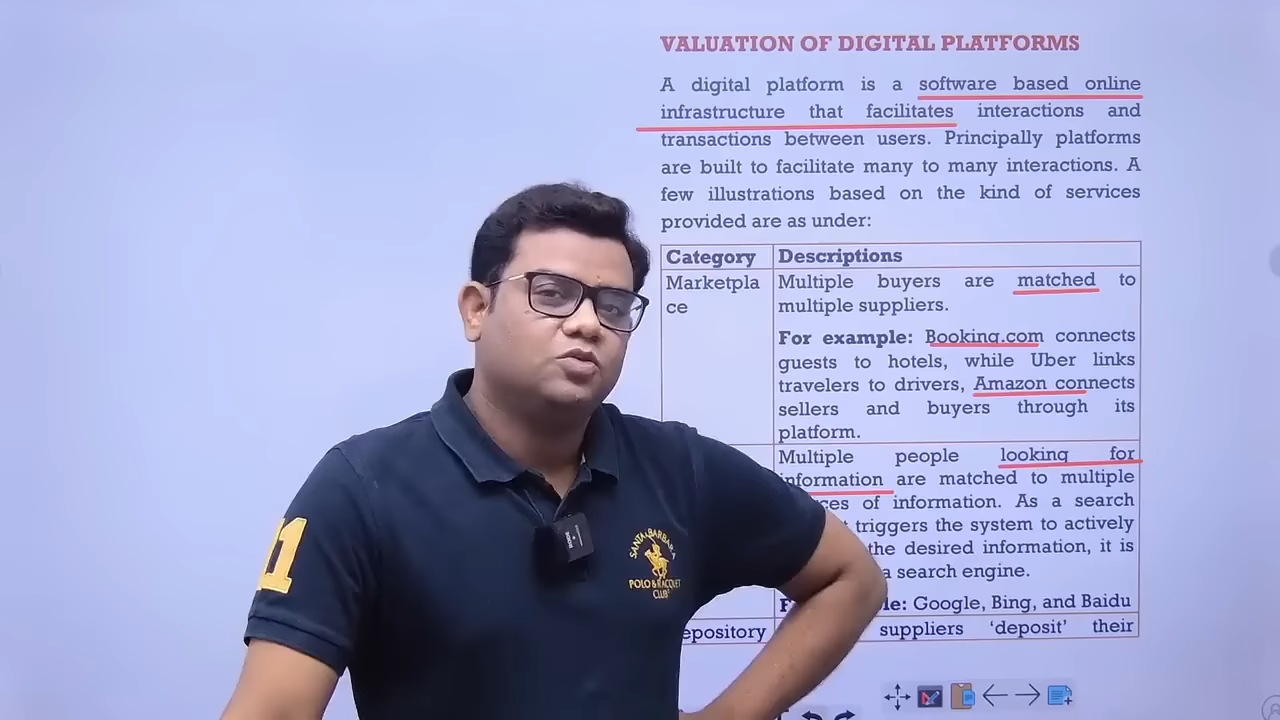 VALUATION OF DIGITAL PLATFORMS
A digital platform is a software based online
infrastructure that facilitates interactions and
transactions between users. Principally platforms
are built to facilitate many to many interactions. A
few illustrations based on the kind of services
provided are as under:
Category Descriptions
Marketpla
ce
Multiple buyers are matched to
multiple suppliers.
For example: Booking.com connects
guests to hotels, while Uber links
travelers to drivers, Amazon connects
sellers and buyers through its
platform.
Multiple people looking for
information are matched to multiple
of information. As a search
triggers the system to actively
the desired information, it is
a search engine.
Google, Bing, and Baidu
suppliers 'deposit' their
1
SANTA BARBARA
POLO & RACQUET
CLUB